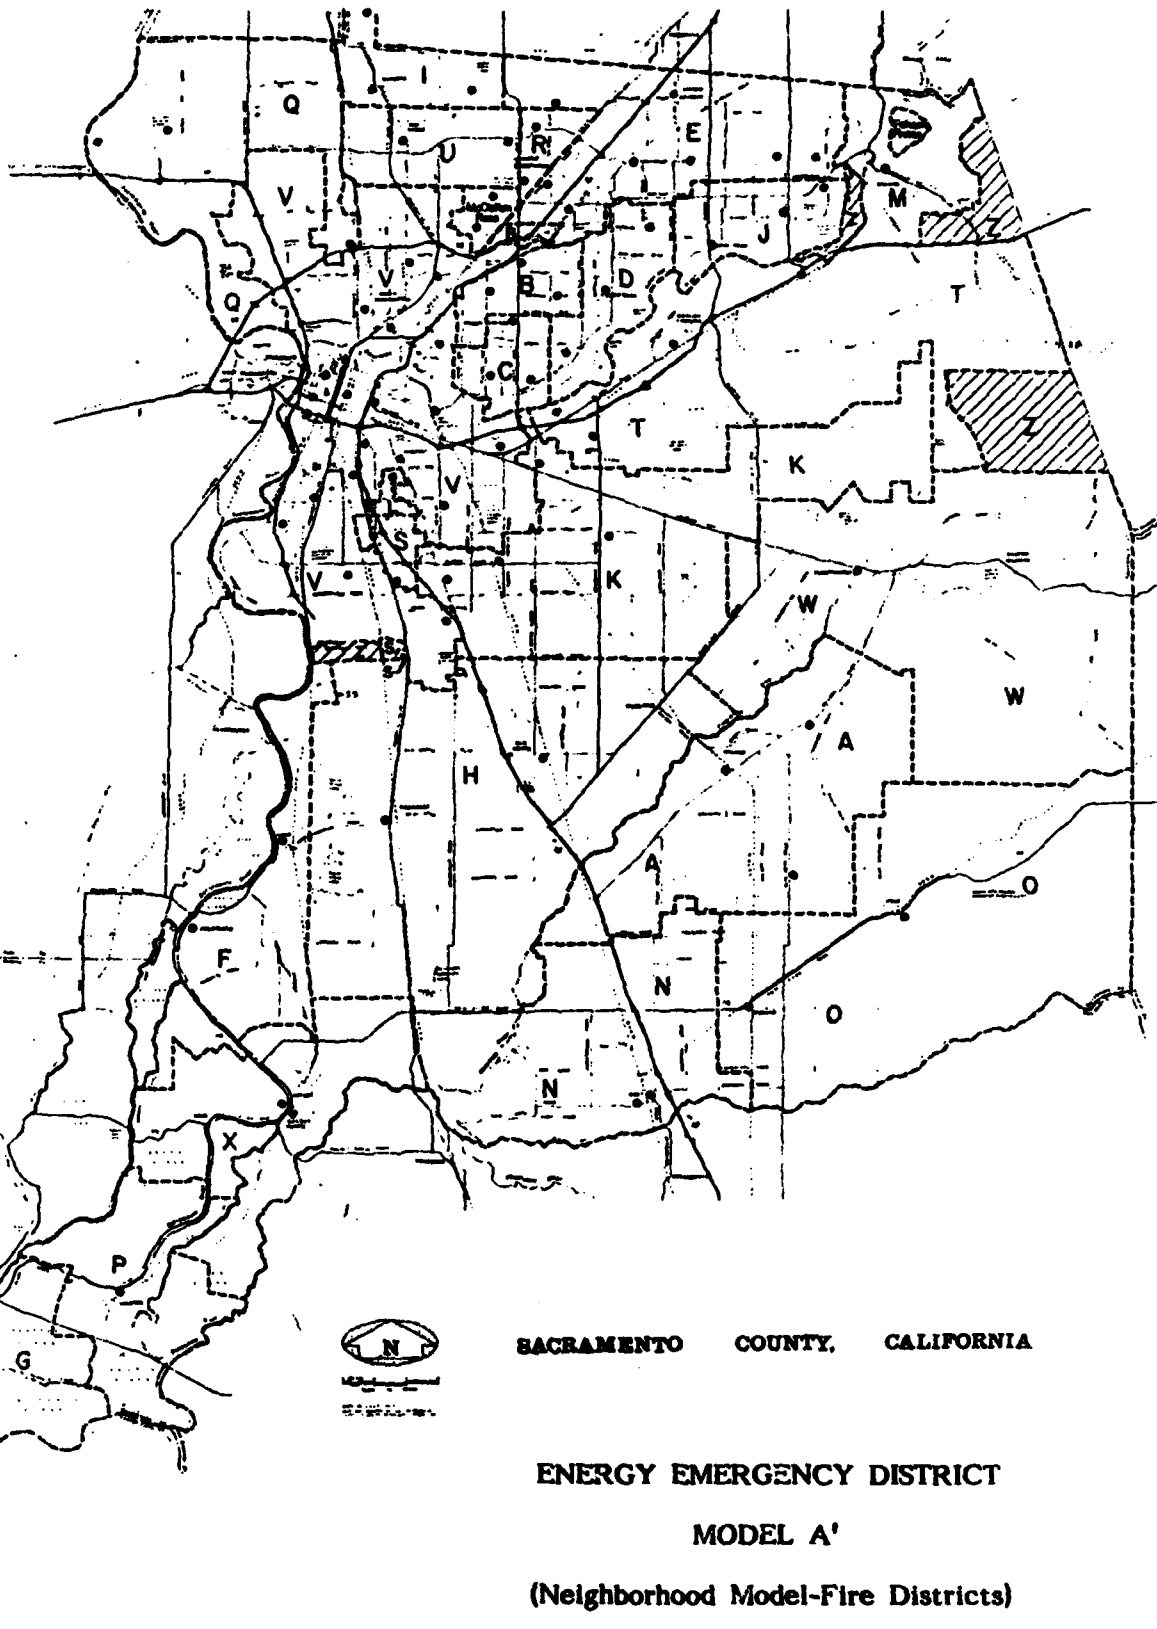 I
Q
E
U
R
V
M
J
Z
V
B
D
Q
T
C
T
Z
K
V
S
V
K
W
S
S
W
A
H
A
O
F
N
O
N
X
P
G
N
SACRAMENTO COUNTY, CALIFORNIA
ENERGY EMERGENCY DISTRICT
MODEL A'
(Neighborhood Model-Fire Districts)